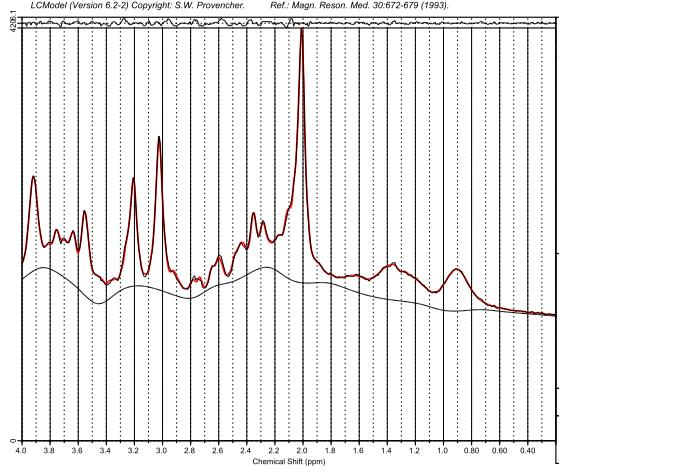 LCModel (Version 6.2-2) Copyright: S.W. Provencher. Ref.: Magn. Reson. Med. 30:672-679 (1993).
0
4.0 3.8 3.6 3.4 3.2 3.0 2.8 2.6 2.4 2.2 2.0 1.8 1.6 1.4 1.2 1.0 0.80 0.60 0.40
Chemical Shift (ppm)